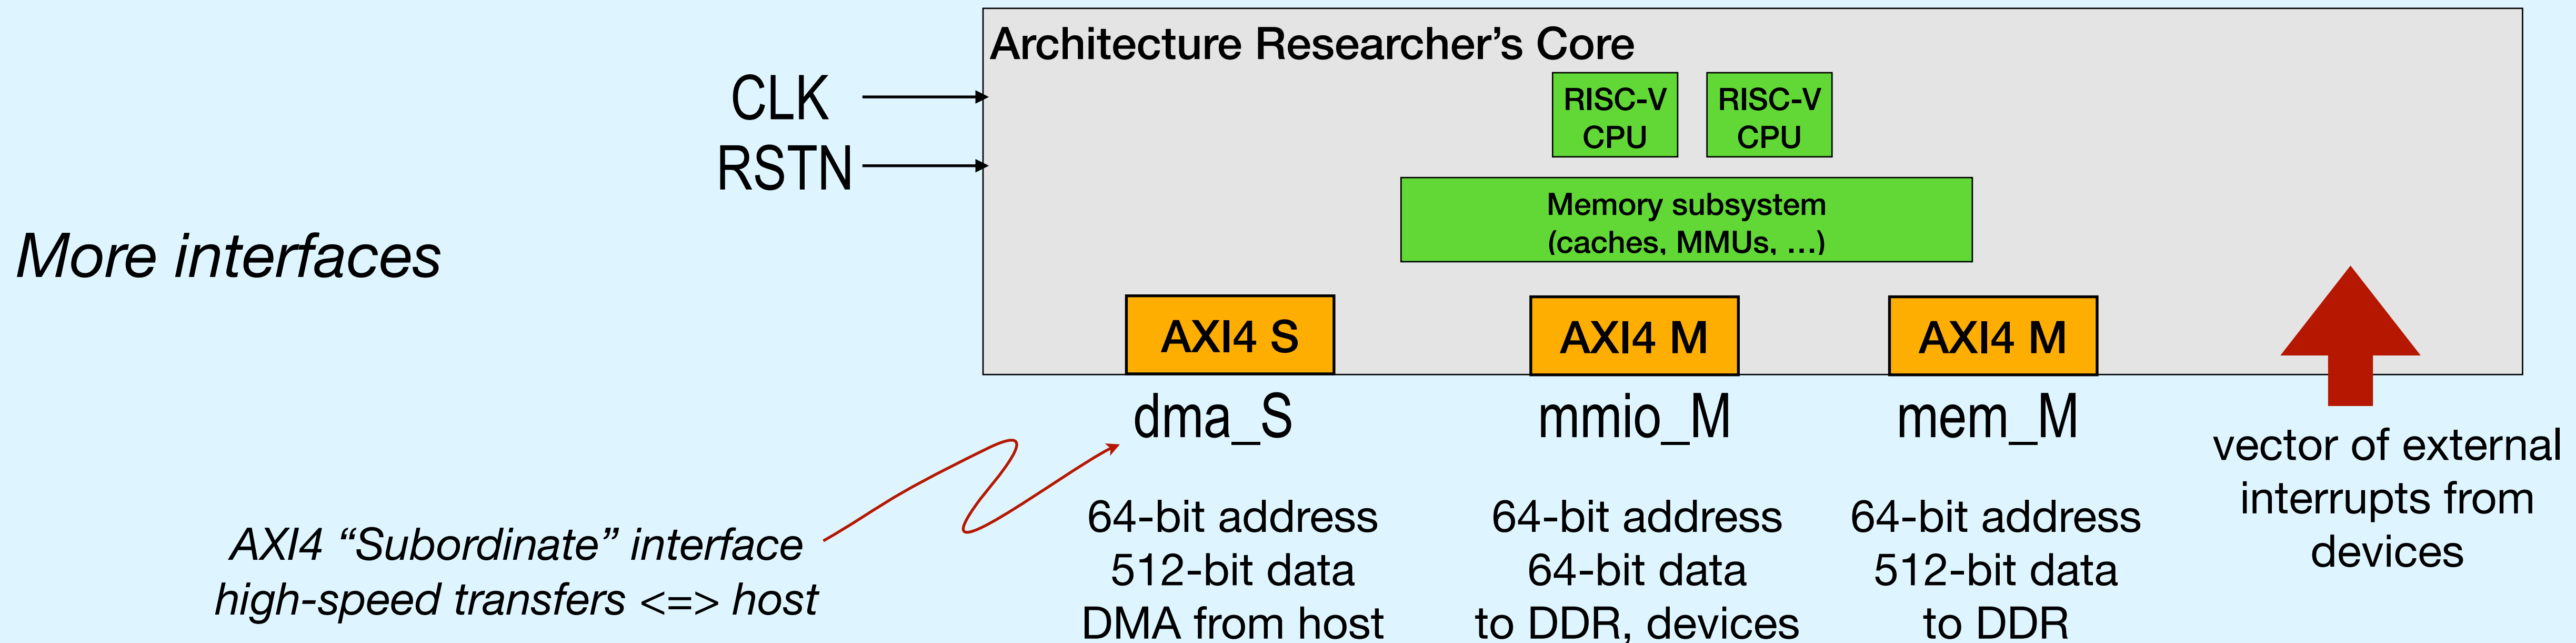 Architecture Researcher's Core
CLK
RSTN
RISC-V
CPU
RISC-V
CPU
Memory subsystem
(caches, MMUs, …)
More interfaces
AXI4 S
AXI4 M
AXI4 M
dma_S
mmio_M
mem_M
64-bit address
512-bit data
DMA from host
64-bit address
64-bit data
to DDR, devices
64-bit address
512-bit data
to DDR
vector of external
interrupts from
devices
AXI4 “Subordinate” interface
high-speed transfers <=> host